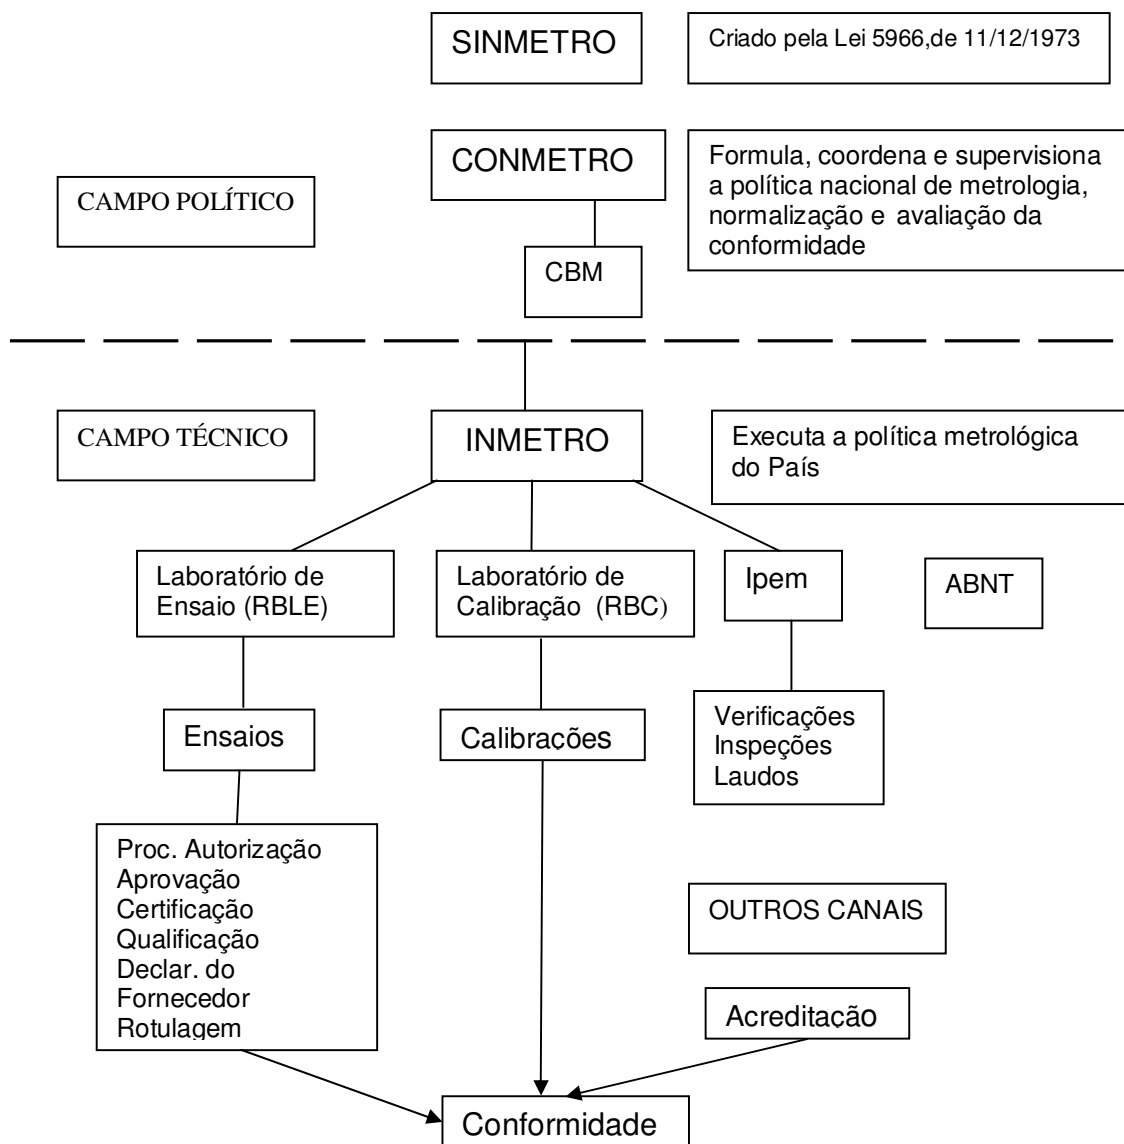 SINMETRO
Criado pela Lei 5966,de 11/12/1973
CONMETRO
Formula, coordena e supervisiona
a política nacional de metrologia,
normalização e avaliação da
conformidade
CAMPO POLÍTICO
CBM
CAMPO TÉCNICO
INMETRO
Executa a política metrológica
do País
Laboratório de
Ensaio (RBLE)
Laboratório de
Calibração (RBC)
Ipem
ABNT
Ensaios
Calibrações
Verificações
Inspeções
Laudos
Proc. Autorização
Aprovação
Certificação
Qualificação
Declar. do
Fornecedor
Rotulagem
OUTROS CANAIS
Acreditação
Conformidade